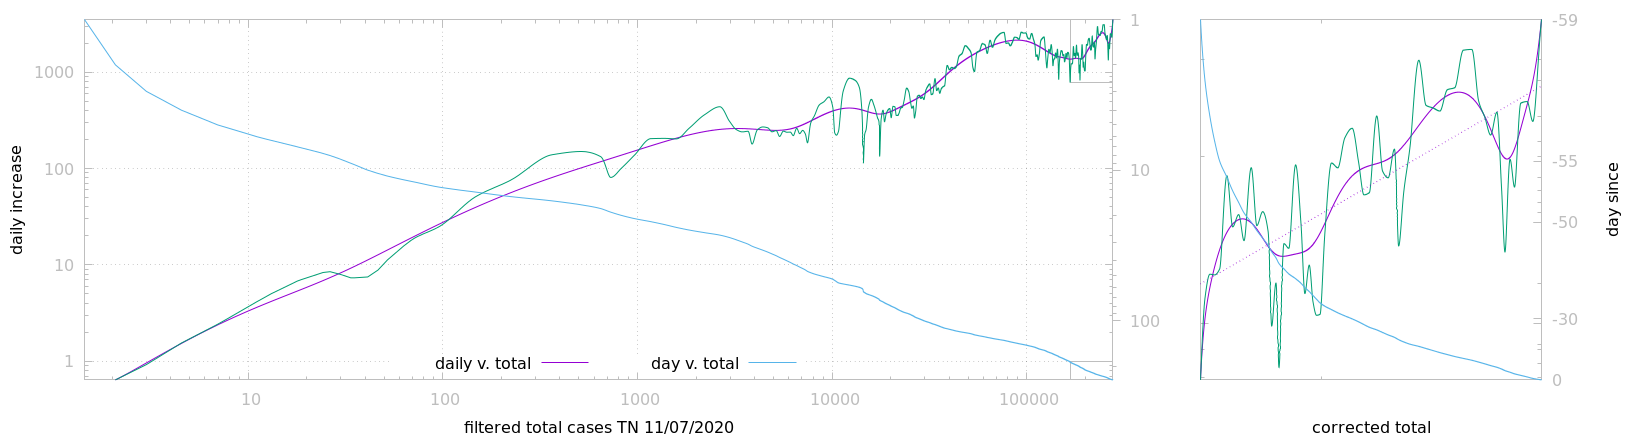 1000
100
10
1
daily increase
10
100
1000
10000
100000
filtered total cases TN 11/07/2020
daily v. total
day v. total
1
10
100
-59
-55
-50
-30
0
day since
corrected total